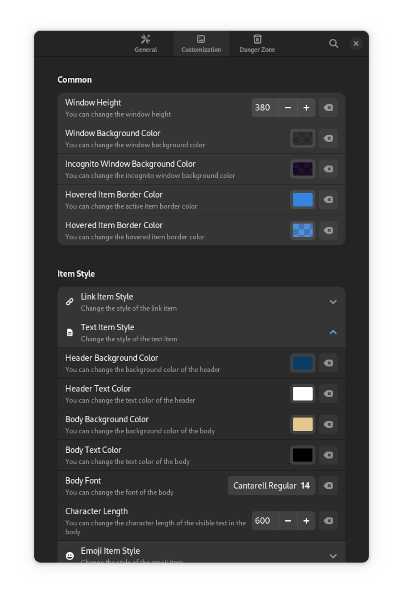 General
Customization
Danger Zone
Common
Window Height
You can change the window height
380
Window Background Color
You can change the window background color
Incognito Window Background Color
You can change the incognito window background color
Hovered Item Border Color
You can change the active item border color
Hovered Item Border Color
You can change the hovered item border color
Item Style
Link Item Style
Change the style of the link item
Text Item Style
Change the style of the text item
Header Background Color
You can change the background color of the header
Header Text Color
You can change the text color of the header
Body Background Color
You can change the background color of the body
Body Text Color
You can change the text color of the body
Body Font
You can change the font of the body
Cantarell Regular 14
Character Length
You can change the character length of the visible text in the
body
600
Emoji Item Style
Change the style of the emoji item